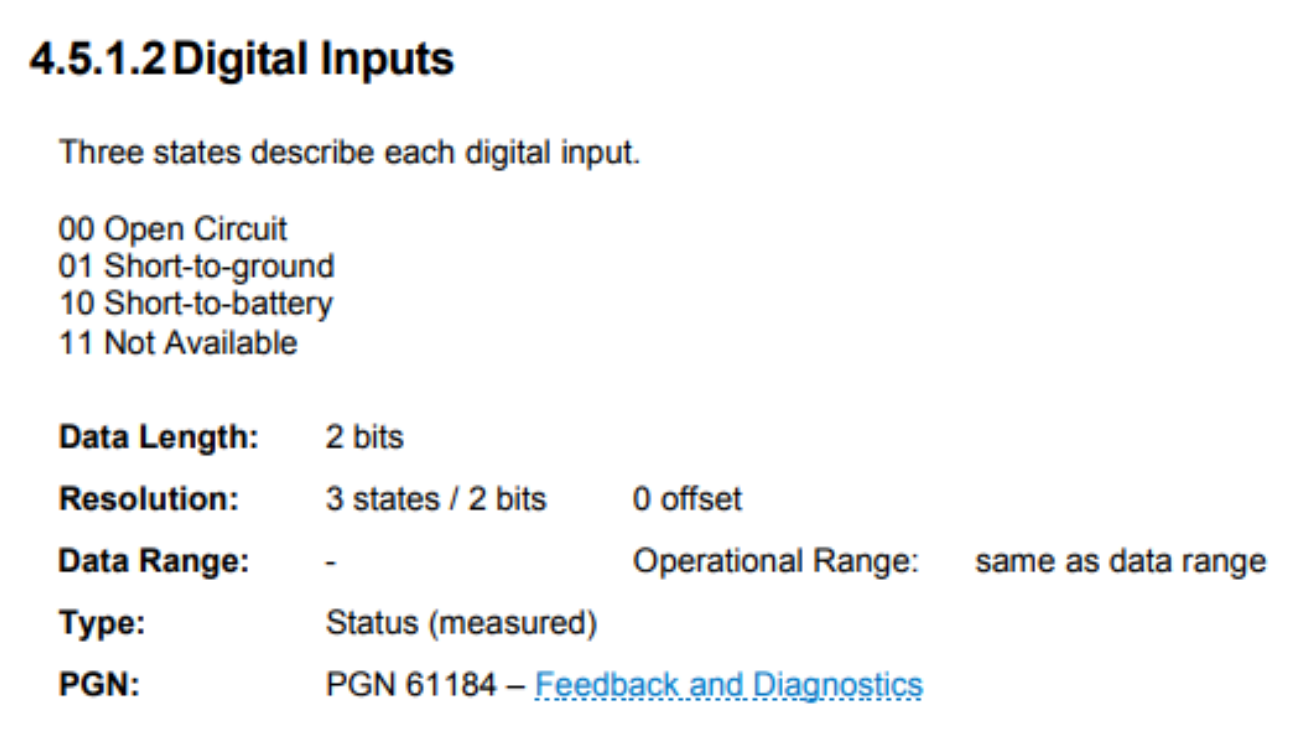 4.5.1.2 Digital Inputs
Three states describe each digital input.
00 Open Circuit
01 Short-to-ground
10 Short-to-battery
11 Not Available
Data Length: 2 bits
Resolution: 3 states / 2 bits 0 offset
Data Range: - Operational Range: same as data range
Type: Status (measured)
PGN: PGN 61184 – Feedback and Diagnostics